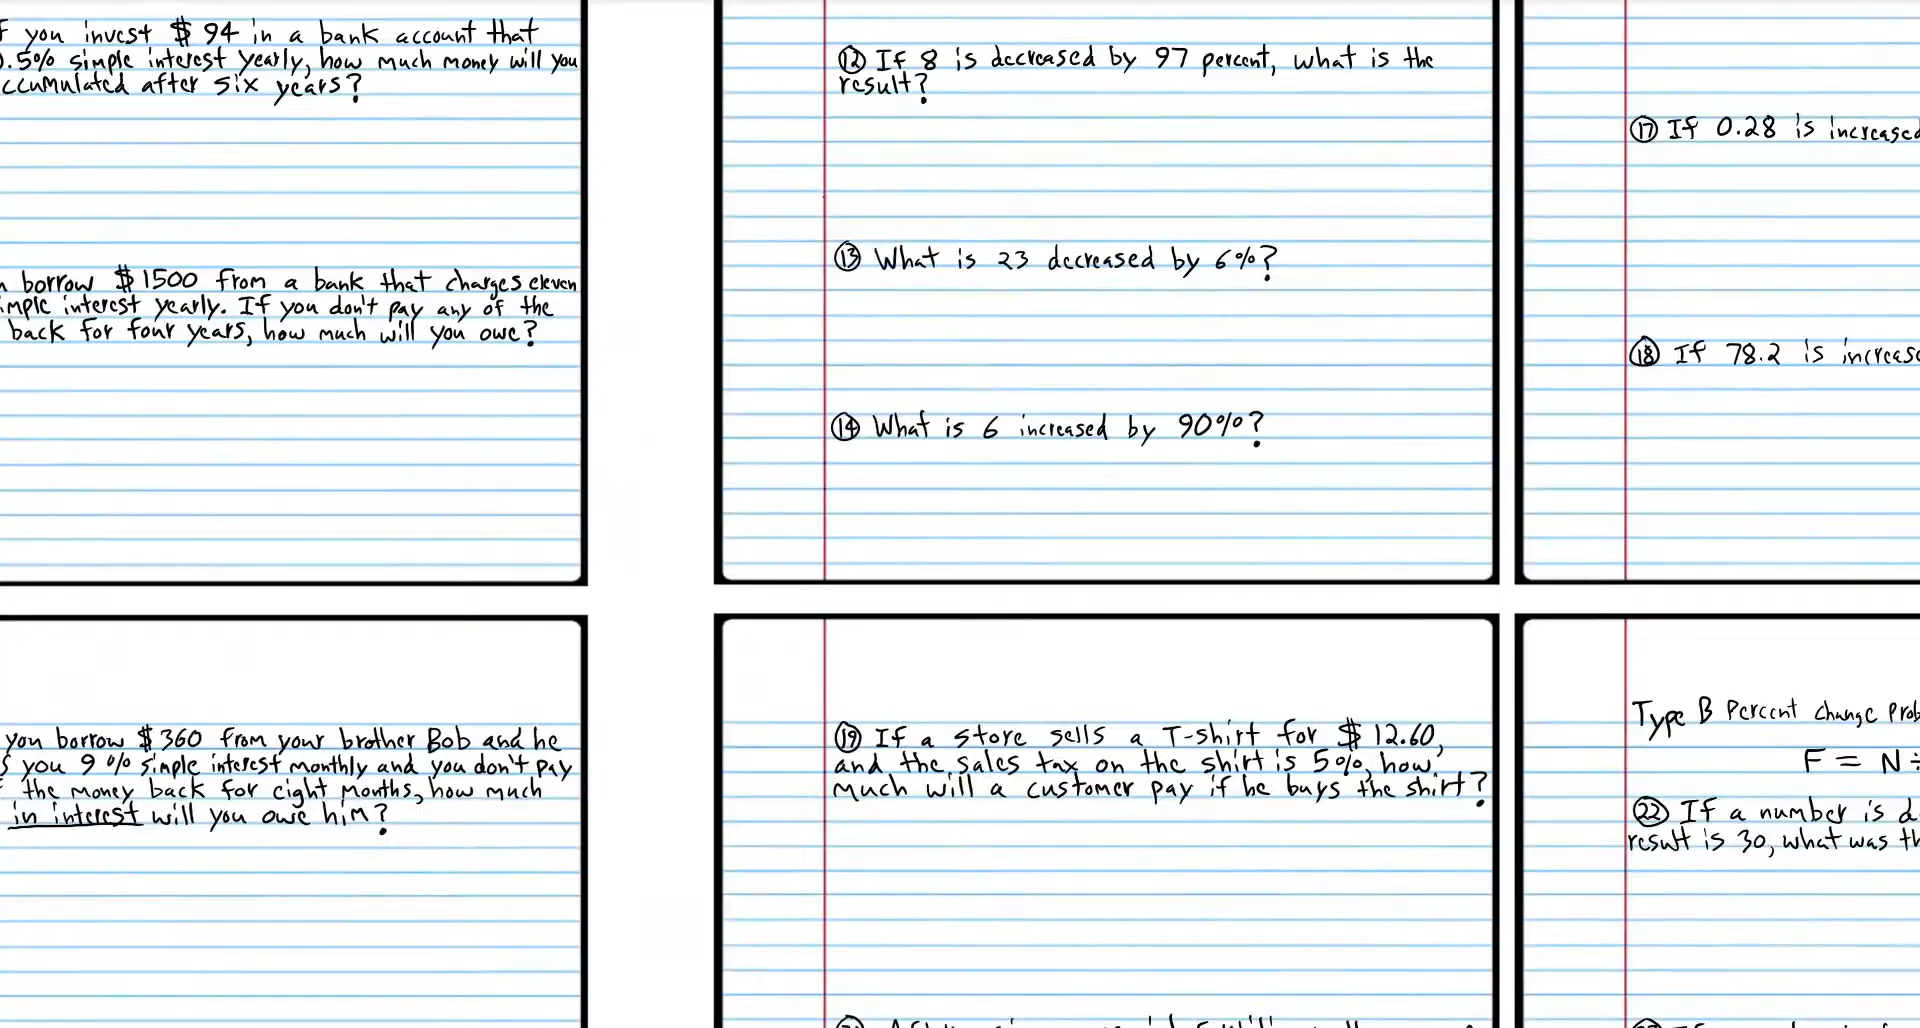 you invest $ 94 in a bank account that
.5% simple interest yearly, how much money will you
ccumulated after six years?
borrow $1500 from a bank that charges eleven
imple interest yearly. If you don't pay any of the
back for four years, how much will you owe?
⑫ If 8 is decreased by 97 percent, what is the
result?
⑬ What is 23 decreased by 6%?
⑭ What is 6 increased by 90%?
⑰ If 0.28 is increased
⑱ If 78.2 is increase
you borrow $360 from your brother Bob and he
s you 9% simple interest monthly and you don't pay
the money back for eight months, how much
in interest will you owe him?
⑲ If a store sells a T-shirt for $ 12.60,
and the sales tax on the shirt is 5%, how
much will a customer pay if he buys the shirt?
Type B Percent change Prob
F = N ÷
㉒ If a number is d
result is 30, what was th